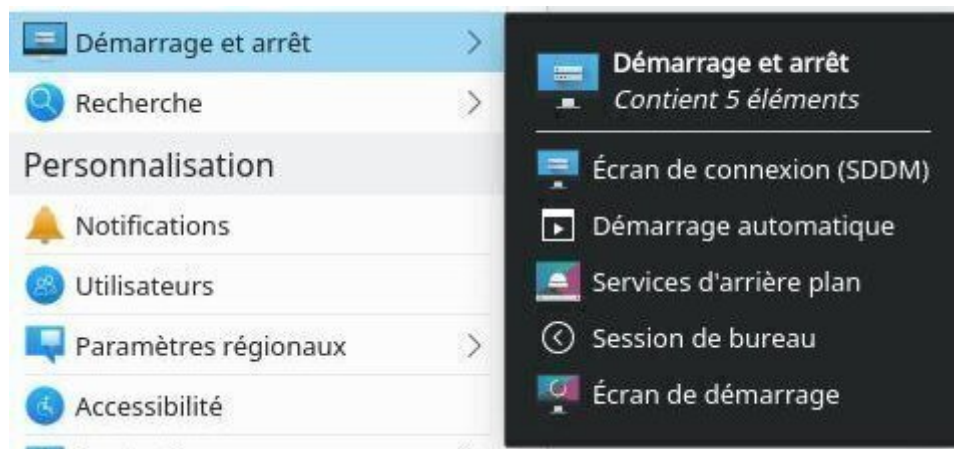 Démarrage et arrêt
Recherche
Personnalisation
Notifications
Utilisateurs
Paramètres régionaux
Accessibilité
Démarrage et arrêt
Contient 5 éléments
Écran de connexion (SDDM)
Démarrage automatique
Services d'arrière plan
Session de bureau
Écran de démarrage